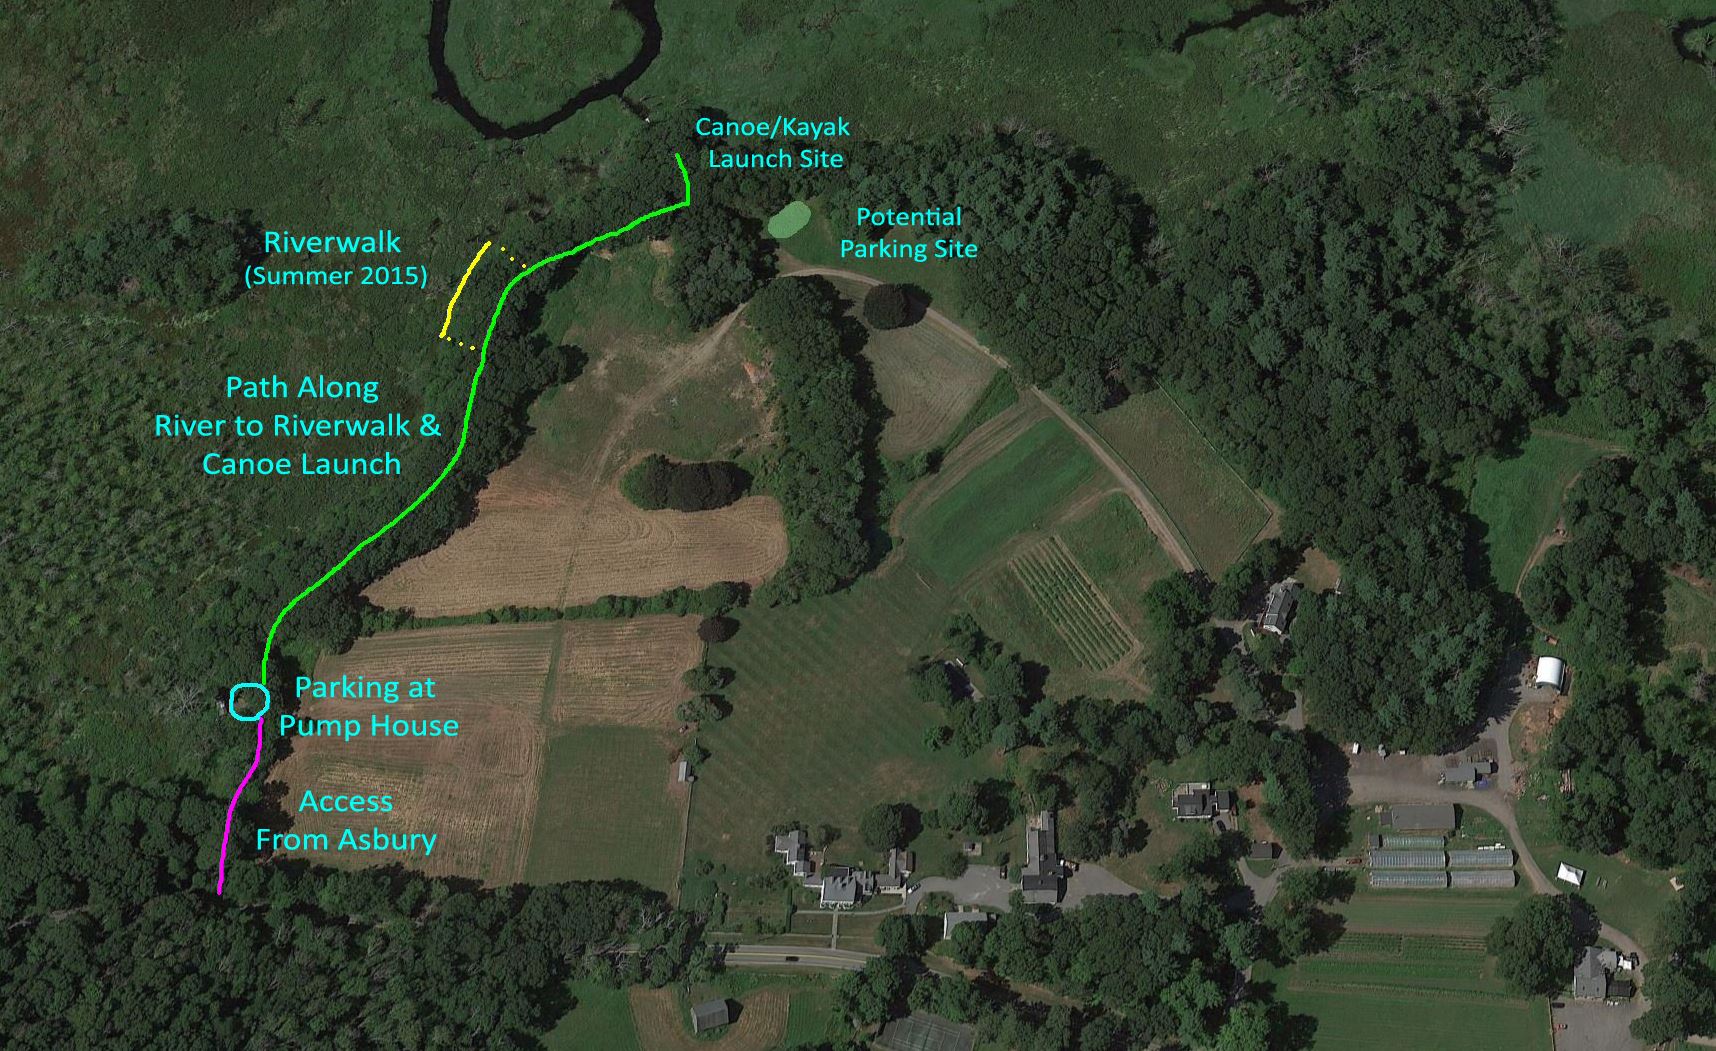 Canoe/Kayak
Launch Site
Potential
Parking Site
Riverwalk
(Summer 2015)
Path Along
River to Riverwalk &
Canoe Launch
Parking at
Pump House
Access
From Asbury